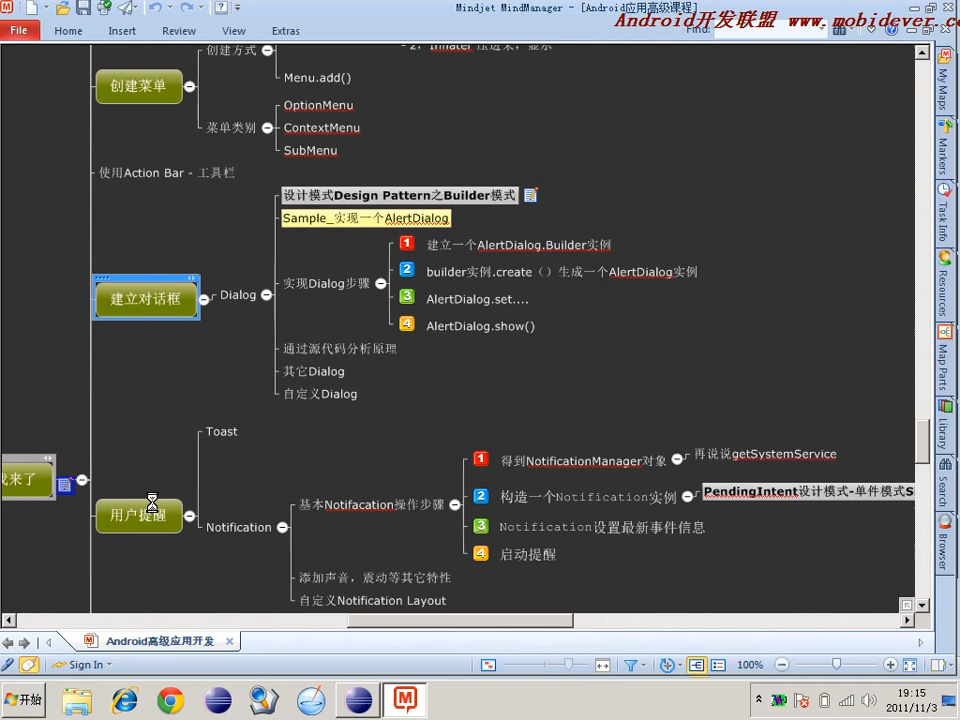 Mindjet MindManager - [Android应用高级课程]
Android开发联盟 www.mobidever.co
File
Home
Insert
Review
View
Extras
Find:
创建菜单
创建方式
Menu.add()
菜单类别
OptionMenu
ContextMenu
SubMenu
使用Action Bar - 工具栏
建立对话框
Dialog
设计模式Design Pattern之Builder模式
Sample_实现一个AlertDialog
实现Dialog步骤
1 建立一个AlertDialog.Builder实例
2 builder实例.create（）生成一个AlertDialog实例
3 AlertDialog.set....
4 AlertDialog.show()
通过源代码分析原理
其它Dialog
自定义Dialog
我来了
用户提醒
Toast
Notification
基本Notifacation操作步骤
1 得到NotificationManager对象
再说说getSystemService
2 构造一个Notification实例
PendingIntent设计模式-单件模式S
3 Notification设置最新事件信息
4 启动提醒
添加声音，震动等其它特性
自定义Notification Layout
My Maps
Markers
Task Info
Resources
Map Parts
Library
Search
Browser
Android高级应用开发
Sign In
100%
开始
19:15
2011/11/3